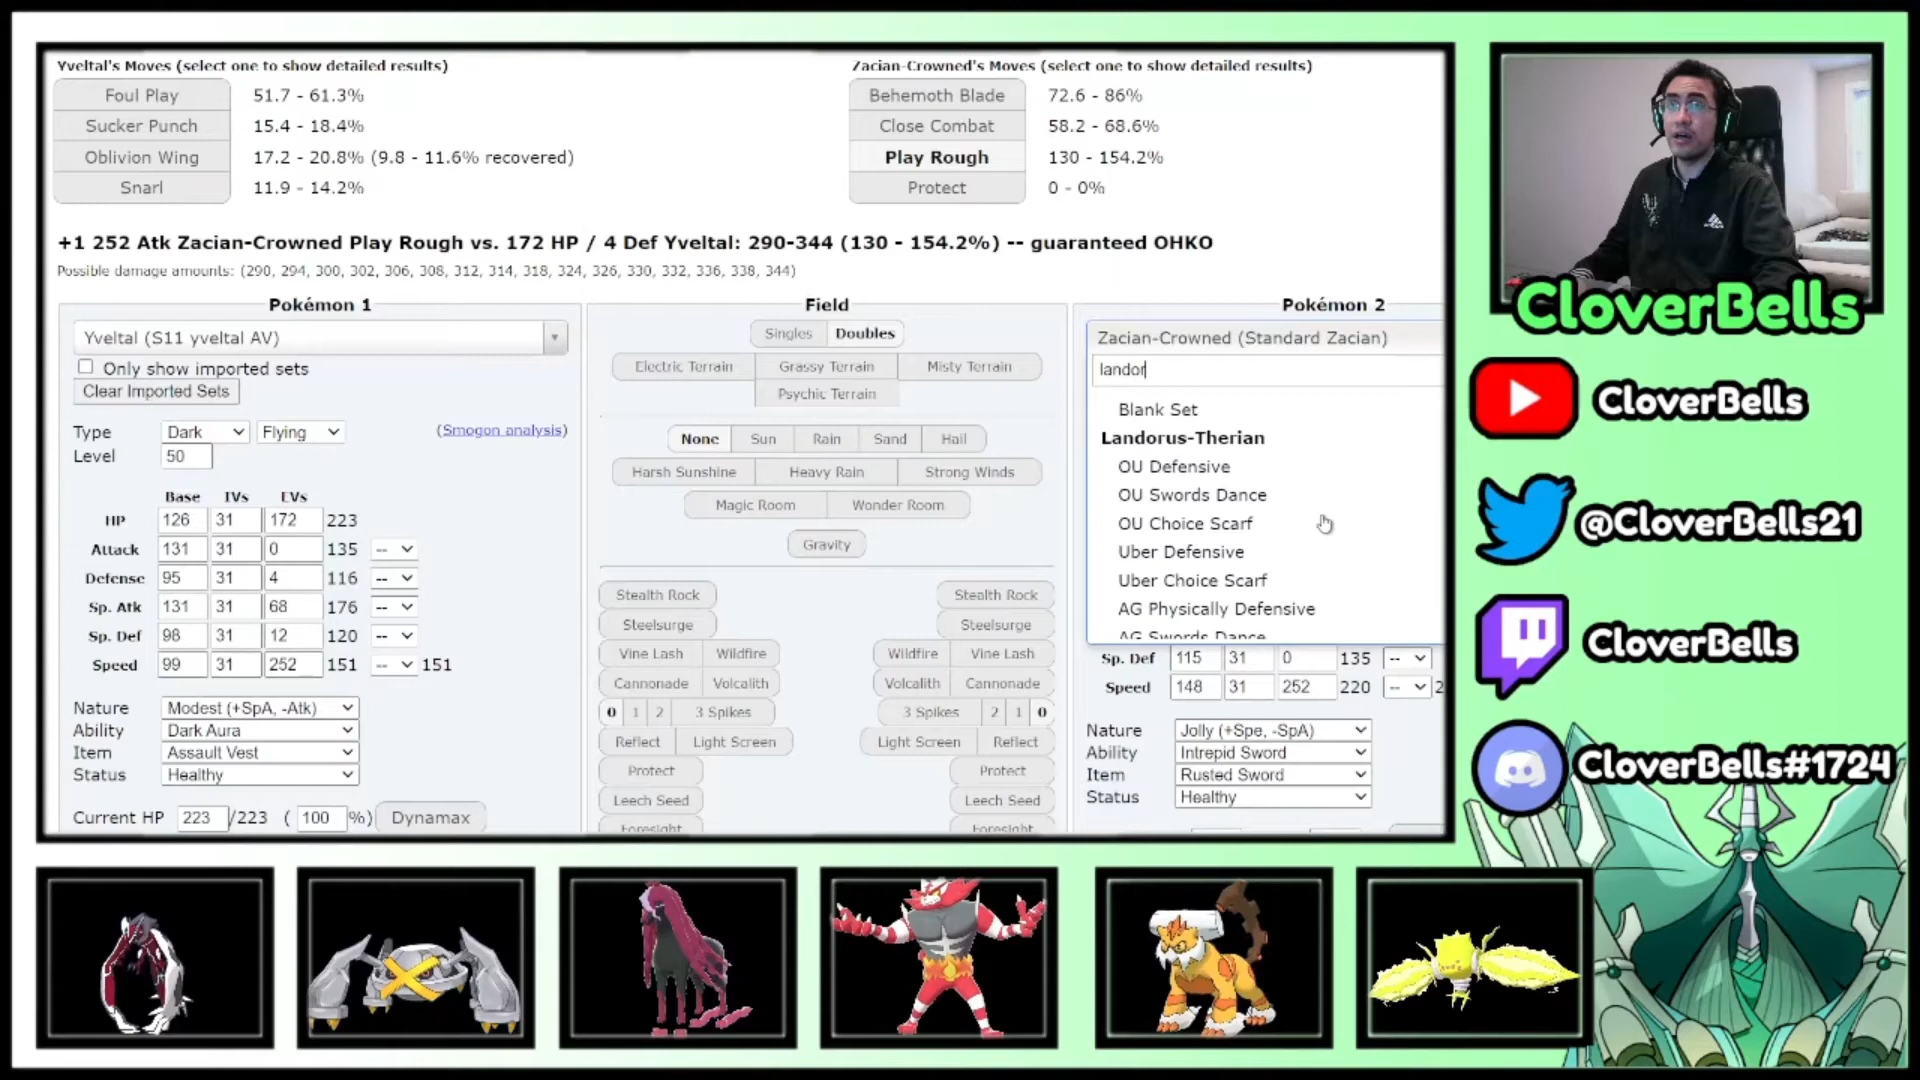 Yveltal's Moves (select one to show detailed results)
Foul Play 51.7 - 61.3%
Sucker Punch 15.4 - 18.4%
Oblivion Wing 17.2 - 20.8% (9.8 - 11.6% recovered)
Snarl 11.9 - 14.2%
Zacian-Crowned's Moves (select one to show detailed results)
Behemoth Blade 72.6 - 86%
Close Combat 58.2 - 68.6%
Play Rough 130 - 154.2%
Protect 0 - 0%
+1 252 Atk Zacian-Crowned Play Rough vs. 172 HP / 4 Def Yveltal: 290-344 (130 - 154.2%) -- guaranteed OHKO
Possible damage amounts: (290, 294, 300, 302, 306, 308, 312, 314, 318, 324, 326, 330, 332, 336, 338, 344)
Pokémon 1
Yveltal (S11 yveltal AV)
Only show imported sets
Clear Imported Sets
Type Dark Flying (Smogon analysis)
Level 50
Base IVs EVs
HP 126 31 172 223
Attack 131 31 0 135 --
Defense 95 31 4 116 --
Sp. Atk 131 31 68 176 --
Sp. Def 98 31 12 120 --
Speed 99 31 252 151 -- 151
Nature Modest (+SpA, -Atk)
Ability Dark Aura
Item Assault Vest
Status Healthy
Current HP 223 /223 ( 100 %) Dynamax
Field
Singles Doubles
Electric Terrain Grassy Terrain Misty Terrain
Psychic Terrain
None Sun Rain Sand Hail
Harsh Sunshine Heavy Rain Strong Winds
Magic Room Wonder Room
Gravity
Stealth Rock Stealth Rock
Steelsurge Steelsurge
Vine Lash Wildfire Wildfire Vine Lash
Cannonade Volcalith Volcalith Cannonade
0 1 2 3 Spikes 3 Spikes 2 1 0
Reflect Light Screen Light Screen Reflect
Protect Protect
Leech Seed Leech Seed
Foresight Foresight
Pokémon 2
Zacian-Crowned (Standard Zacian)
landor
Blank Set
Landorus-Therian
OU Defensive
OU Swords Dance
OU Choice Scarf
Uber Defensive
Uber Choice Scarf
AG Physically Defensive
AG Swords Dance
Sp. Def 115 31 0 135 --
Speed 148 31 252 220 -- 2
Nature Jolly (+Spe, -SpA)
Ability Intrepid Sword
Item Rusted Sword
Status Healthy
CloverBells
CloverBells
@CloverBells21
CloverBells
CloverBells#1724